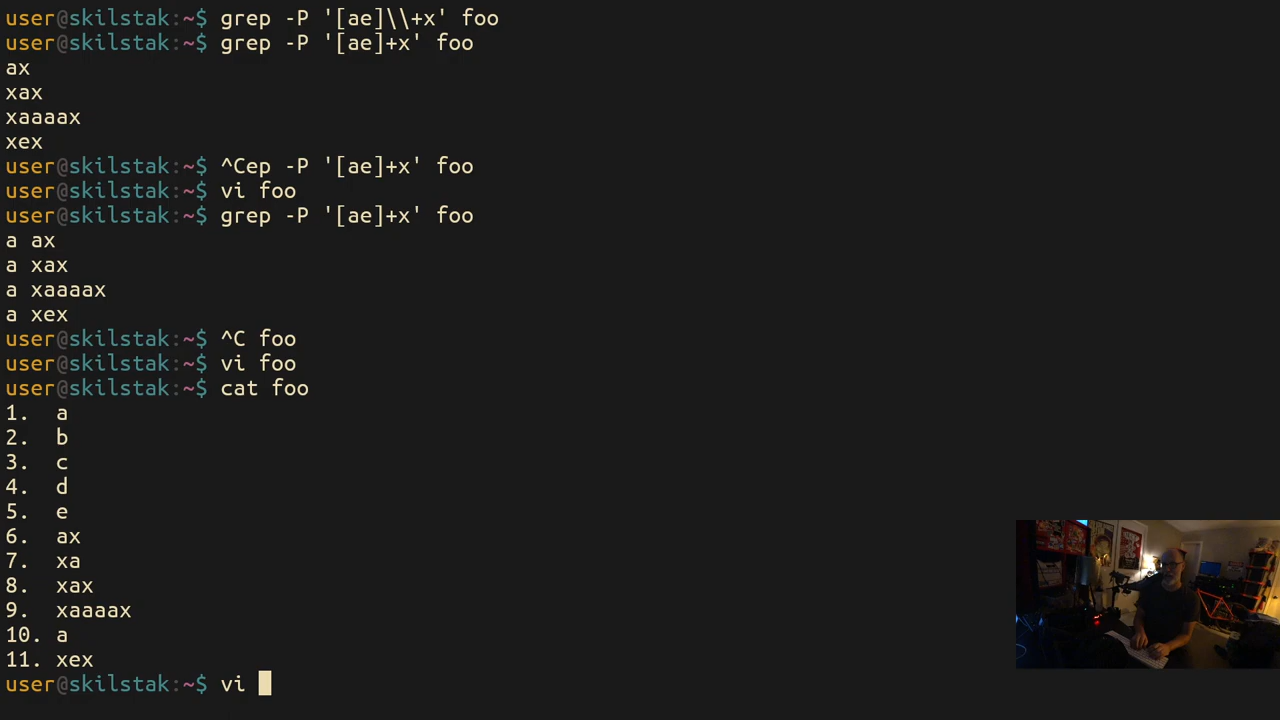 user@skilstak:~$ grep -P '[ae]\\+x' foo
user@skilstak:~$ grep -P '[ae]+x' foo
ax
xax
xaaaax
xex
user@skilstak:~$ ^Cep -P '[ae]+x' foo
user@skilstak:~$ vi foo
user@skilstak:~$ grep -P '[ae]+x' foo
a ax
a xax
a xaaaax
a xex
user@skilstak:~$ ^C foo
user@skilstak:~$ vi foo
user@skilstak:~$ cat foo
1.  a
2.  b
3.  c
4.  d
5.  e
6.  ax
7.  xa
8.  xax
9.  xaaaax
10. a
11. xex
user@skilstak:~$ vi